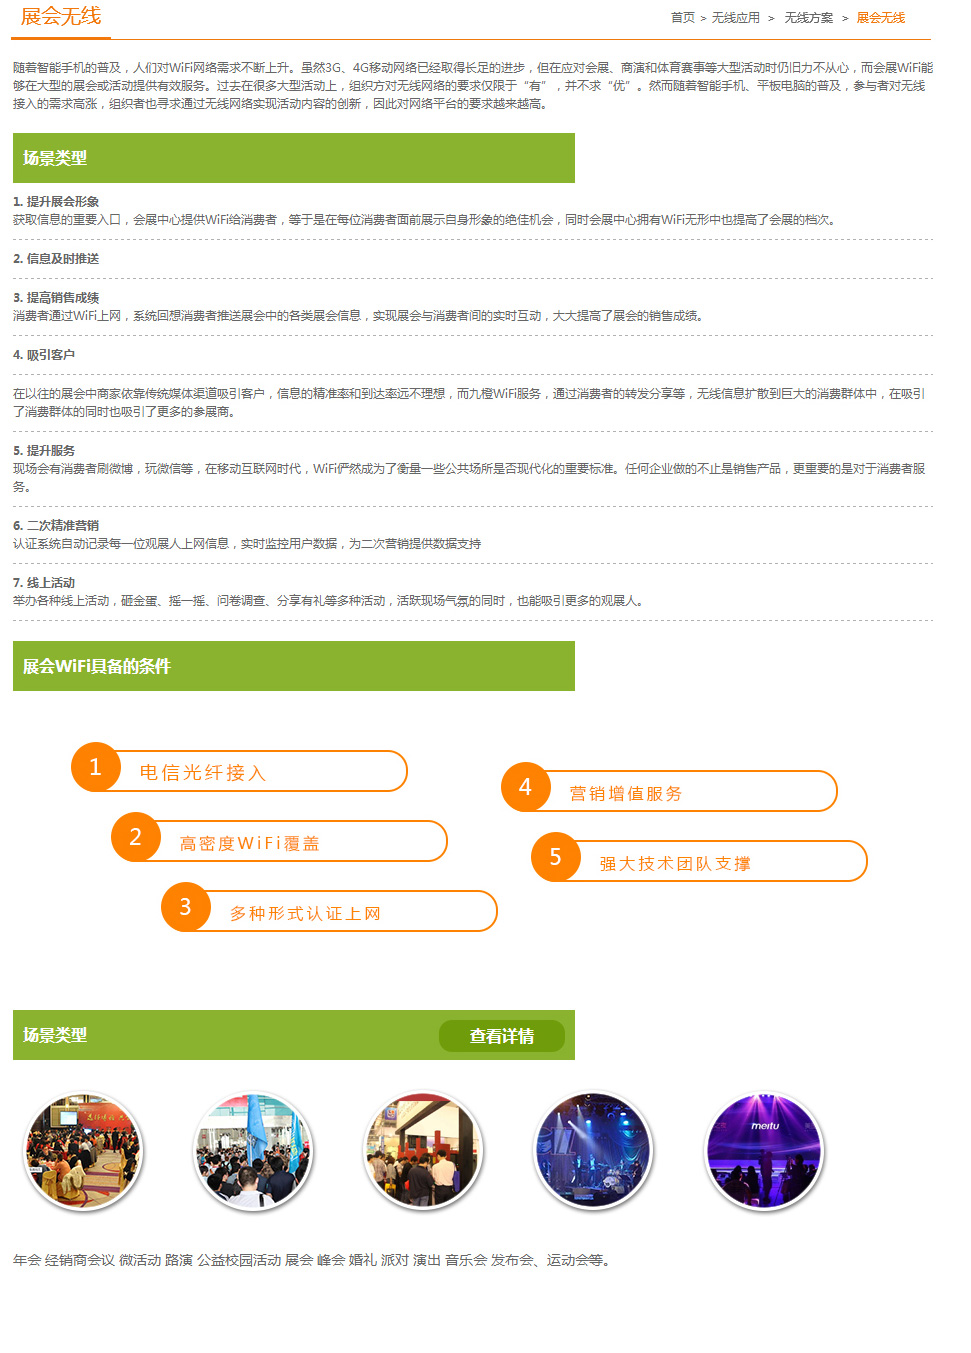 展会无线
首页 > 无线应用 > 无线方案 > 展会无线
随着智能手机的普及，人们对WiFi网络需求不断上升。虽然3G、4G移动网络已经取得长足的进步，但在应对会展、商演和体育赛事等大型活动时仍旧力不从心，而会展WiFi能
够在大型的展会或活动提供有效服务。过去在很多大型活动上，组织方对无线网络的要求仅限于“有”，并不求“优”。然而随着智能手机、平板电脑的普及，参与者对无线
接入的需求高涨，组织者也寻求通过无线网络实现活动内容的创新，因此对网络平台的要求越来越高。
场景类型
1. 提升展会形象
获取信息的重要入口，会展中心提供WiFi给消费者，等于是在每位消费者面前展示自身形象的绝佳机会，同时会展中心拥有WiFi无形中也提高了会展的档次。
2. 信息及时推送
3. 提高销售成绩
消费者通过WiFi上网，系统回想消费者推送展会中的各类展会信息，实现展会与消费者间的实时互动，大大提高了展会的销售成绩。
4. 吸引客户
在以往的展会中商家依靠传统媒体渠道吸引客户，信息的精准率和到达率远不理想，而九橙WiFi服务，通过消费者的转发分享等，无线信息扩散到巨大的消费群体中，在吸引
了消费群体的同时也吸引了更多的参展商。
5. 提升服务
现场会有消费者刷微博，玩微信等，在移动互联网时代，WiFi俨然成为了衡量一些公共场所是否现代化的重要标准。任何企业做的不止是销售产品，更重要的是对于消费者服
务。
6. 二次精准营销
认证系统自动记录每一位观展人上网信息，实时监控用户数据，为二次营销提供数据支持
7. 线上活动
举办各种线上活动，砸金蛋、摇一摇、问卷调查、分享有礼等多种活动，活跃现场气氛的同时，也能吸引更多的观展人。
展会WiFi具备的条件
1 电信光纤接入
2 高密度WiFi覆盖
3 多种形式认证上网
4 营销增值服务
5 强大技术团队支撑
场景类型
查看详情
meitu
年会 经销商会议 微活动 路演 公益校园活动 展会 峰会 婚礼 派对 演出 音乐会 发布会、运动会等。